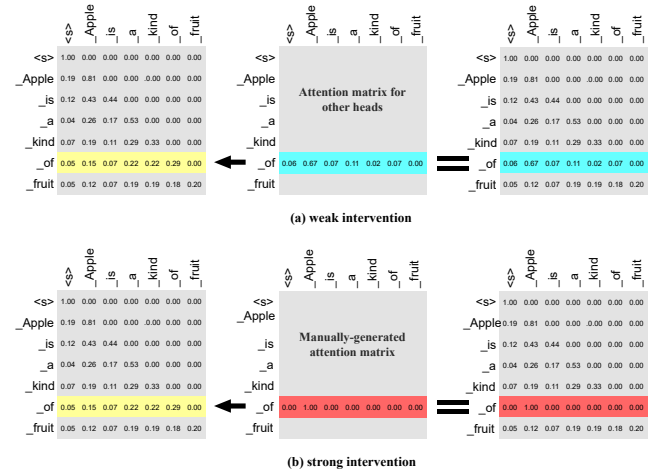 <s> _Apple _is _a _kind _of _fruit <s> _Apple _is _a _kind _of _fruit <s> _Apple _is _a _kind _of _fruit
<s> 1.00 0.00 0.00 0.00 0.00 0.00 0.00 <s> <s> 1.00 0.00 0.00 0.00 0.00 0.00 0.00
_Apple 0.19 0.81 0.00 0.00 .0.00 0.00 0.00 _Apple _Apple 0.19 0.81 0.00 0.00 .0.00 0.00 0.00
_is 0.12 0.43 0.44 0.00 0.00 0.00 0.00 _is Attention matrix for _is 0.12 0.43 0.44 0.00 0.00 0.00 0.00
_a 0.04 0.26 0.17 0.53 0.00 0.00 0.00 _a other heads _a 0.04 0.26 0.17 0.53 0.00 0.00 0.00
_kind 0.07 0.19 0.11 0.29 0.33 0.00 0.00 _kind _kind 0.07 0.19 0.11 0.29 0.33 0.00 0.00
_of 0.05 0.15 0.07 0.22 0.22 0.29 0.00 _of 0.06 0.67 0.07 0.11 0.02 0.07 0.00 _of 0.06 0.67 0.07 0.11 0.02 0.07 0.00
_fruit 0.05 0.12 0.07 0.19 0.19 0.18 0.20 _fruit _fruit 0.05 0.12 0.07 0.19 0.19 0.18 0.20
(a) weak intervention
<s> _Apple _is _a _kind _of _fruit <s> _Apple _is _a _kind _of _fruit <s> _Apple _is _a _kind _of _fruit
<s> 1.00 0.00 0.00 0.00 0.00 0.00 0.00 <s> <s> 1.00 0.00 0.00 0.00 0.00 0.00 0.00
_Apple 0.19 0.81 0.00 0.00 .0.00 0.00 0.00 _Apple _Apple 0.19 0.81 0.00 0.00 .0.00 0.00 0.00
_is 0.12 0.43 0.44 0.00 0.00 0.00 0.00 _is Manually-generated _is 0.12 0.43 0.44 0.00 0.00 0.00 0.00
_a 0.04 0.26 0.17 0.53 0.00 0.00 0.00 _a attention matrix _a 0.04 0.26 0.17 0.53 0.00 0.00 0.00
_kind 0.07 0.19 0.11 0.29 0.33 0.00 0.00 _kind _kind 0.07 0.19 0.11 0.29 0.33 0.00 0.00
_of 0.05 0.15 0.07 0.22 0.22 0.29 0.00 _of 0.00 1.00 0.00 0.00 0.00 0.00 0.00 _of 0.00 1.00 0.00 0.00 0.00 0.00 0.00
_fruit 0.05 0.12 0.07 0.19 0.19 0.18 0.20 _fruit 0.05 0.12 0.07 0.19 0.19 0.18 0.20
(b) strong intervention